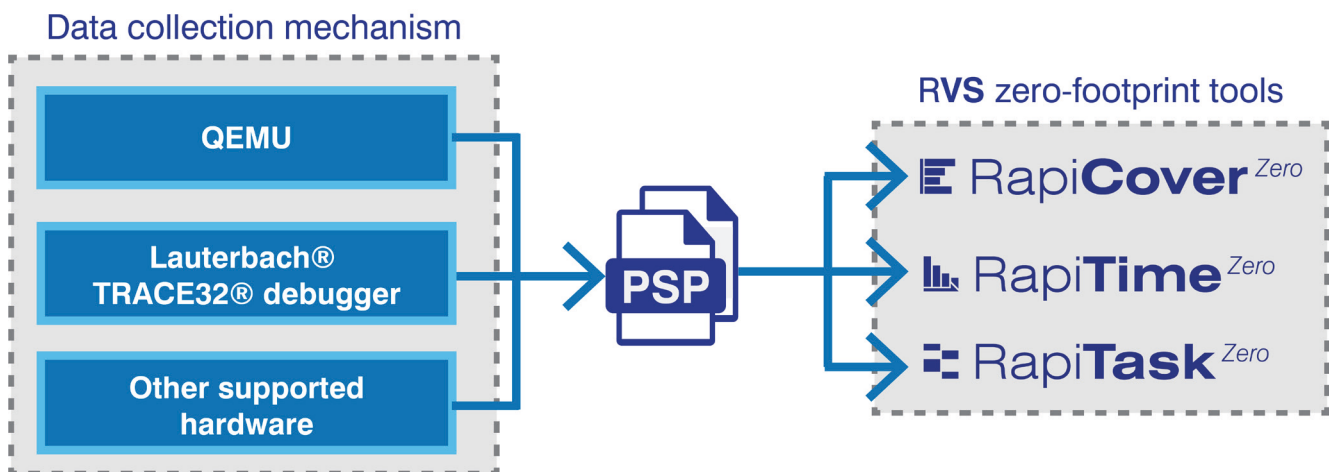 Data collection mechanism
QEMU
Lauterbach®
TRACE32® debugger
Other supported
hardware
PSP
RVS zero-footprint tools
RapiCover Zero
RapiTime Zero
RapiTask Zero